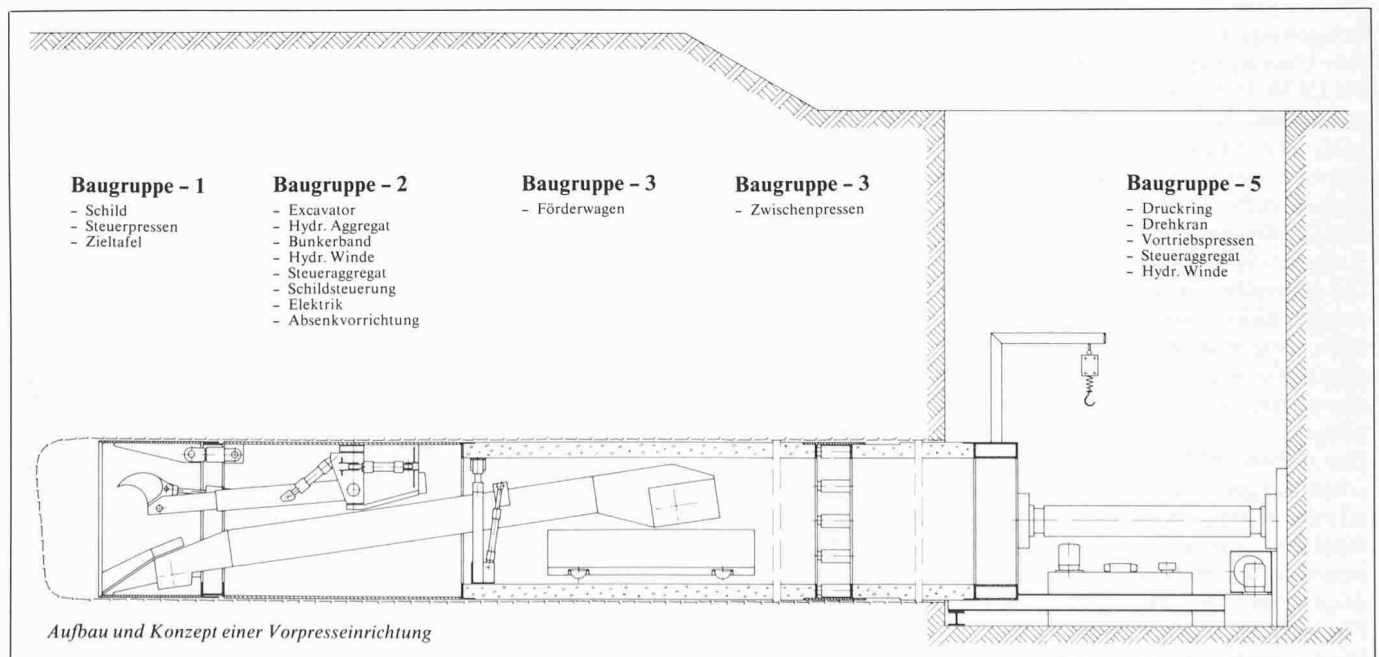 Baugruppe – 1
- Schild
- Steuerpressen
- Zieltafel
Baugruppe – 2
- Excavator
- Hydr. Aggregat
- Bunkerband
- Hydr. Winde
- Steueraggregat
- Schildsteuerung
- Elektrik
- Absenkvorrichtung
Baugruppe – 3
- Förderwagen
Baugruppe – 3
- Zwischenpressen
Baugruppe – 5
- Druckring
- Drehkran
- Vortriebspressen
- Steueraggregat
- Hydr. Winde
Aufbau und Konzept einer Vorpresseinrichtung